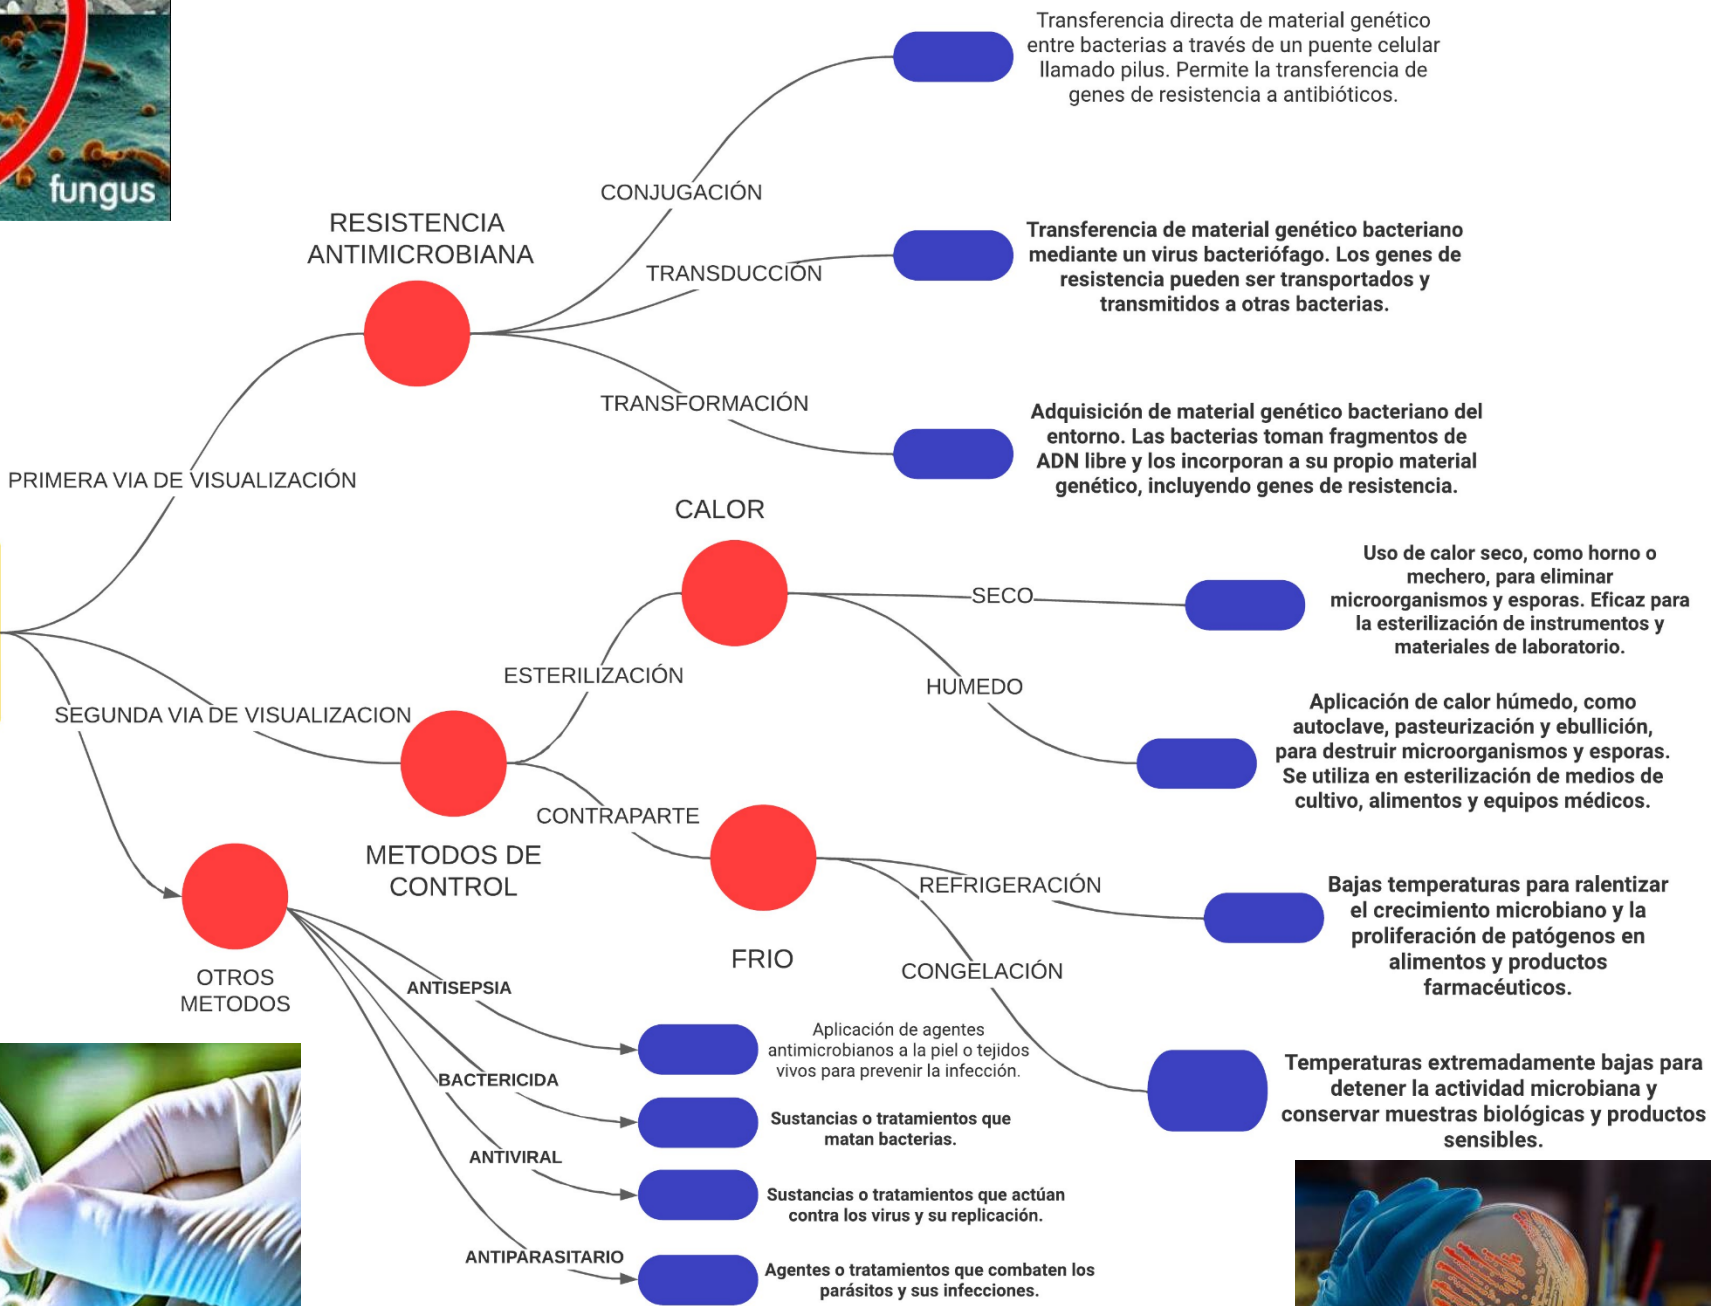 fungus
PRIMERA VIA DE VISUALIZACIÓN
RESISTENCIA
ANTIMICROBIANA
CONJUGACIÓN
Transferencia directa de material genético
entre bacterias a través de un puente celular
llamado pilus. Permite la transferencia de
genes de resistencia a antibióticos.
TRANSDUCCIÓN
Transferencia de material genético bacteriano
mediante un virus bacteriófago. Los genes de
resistencia pueden ser transportados y
transmitidos a otras bacterias.
TRANSFORMACIÓN
Adquisición de material genético bacteriano del
entorno. Las bacterias toman fragmentos de
ADN libre y los incorporan a su propio material
genético, incluyendo genes de resistencia.
SEGUNDA VIA DE VISUALIZACION
METODOS DE
CONTROL
ESTERILIZACIÓN
CALOR
SECO
Uso de calor seco, como horno o
mechero, para eliminar
microorganismos y esporas. Eficaz para
la esterilización de instrumentos y
materiales de laboratorio.
HUMEDO
Aplicación de calor húmedo, como
autoclave, pasteurización y ebullición,
para destruir microorganismos y esporas.
Se utiliza en esterilización de medios de
cultivo, alimentos y equipos médicos.
CONTRAPARTE
FRIO
REFRIGERACIÓN
Bajas temperaturas para ralentizar
el crecimiento microbiano y la
proliferación de patógenos en
alimentos y productos
farmacéuticos.
CONGELACIÓN
Temperaturas extremadamente bajas para
detener la actividad microbiana y
conservar muestras biológicas y productos
sensibles.
OTROS
METODOS
ANTISEPSIA
Aplicación de agentes
antimicrobianos a la piel o tejidos
vivos para prevenir la infección.
BACTERICIDA
Sustancias o tratamientos que
matan bacterias.
ANTIVIRAL
Sustancias o tratamientos que actúan
contra los virus y su replicación.
ANTIPARASITARIO
Agentes o tratamientos que combaten los
parásitos y sus infecciones.